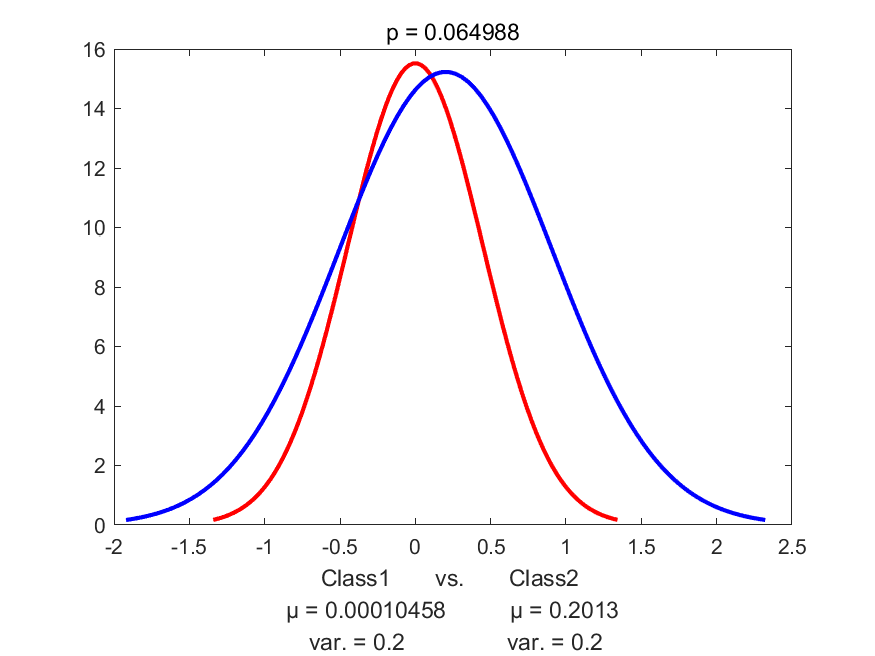 p = 0.064988
16
14
12
10
8
6
4
2
0
-2 -1.5 -1 -0.5 0 0.5 1 1.5 2 2.5
Class1 vs. Class2
μ = 0.00010458 μ = 0.2013
var. = 0.2 var. = 0.2